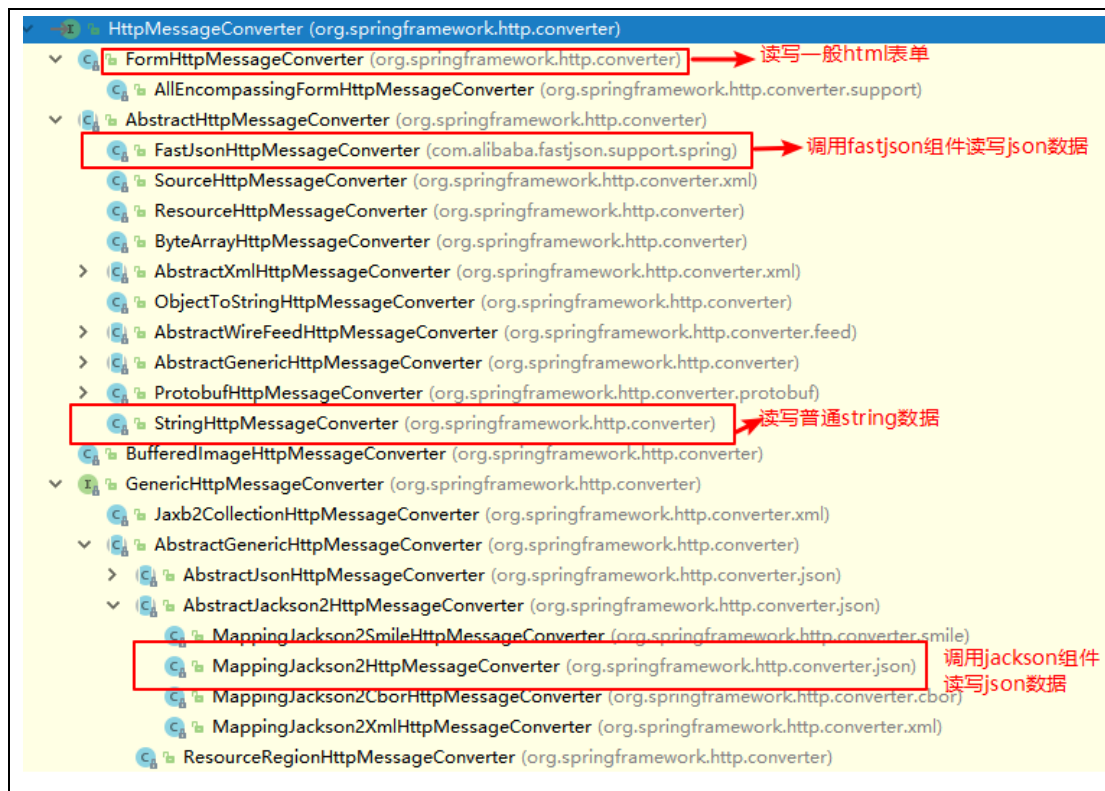 HttpMessageConverter (org.springframework.http.converter)
FormHttpMessageConverter (org.springframework.http.converter) 读写一般html表单
AllEncompassingFormHttpMessageConverter (org.springframework.http.converter.support)
AbstractHttpMessageConverter (org.springframework.http.converter)
FastJsonHttpMessageConverter (com.alibaba.fastjson.support.spring) 调用fastjson组件读写json数据
SourceHttpMessageConverter (org.springframework.http.converter.xml)
ResourceHttpMessageConverter (org.springframework.http.converter)
ByteArrayHttpMessageConverter (org.springframework.http.converter)
AbstractXmlHttpMessageConverter (org.springframework.http.converter.xml)
ObjectToStringHttpMessageConverter (org.springframework.http.converter)
AbstractWireFeedHttpMessageConverter (org.springframework.http.converter.feed)
AbstractGenericHttpMessageConverter (org.springframework.http.converter)
ProtobufHttpMessageConverter (org.springframework.http.converter.protobuf)
StringHttpMessageConverter (org.springframework.http.converter) 读写普通string数据
BufferedImageHttpMessageConverter (org.springframework.http.converter)
GenericHttpMessageConverter (org.springframework.http.converter)
Jaxb2CollectionHttpMessageConverter (org.springframework.http.converter.xml)
AbstractGenericHttpMessageConverter (org.springframework.http.converter)
AbstractJsonHttpMessageConverter (org.springframework.http.converter.json)
AbstractJackson2HttpMessageConverter (org.springframework.http.converter.json)
MappingJackson2SmileHttpMessageConverter (org.springframework.http.converter.smile)
MappingJackson2HttpMessageConverter (org.springframework.http.converter.json) 调用jackson组件
读写json数据
MappingJackson2CborHttpMessageConverter (org.springframework.http.converter.cbor)
MappingJackson2XmlHttpMessageConverter (org.springframework.http.converter.xml)
ResourceRegionHttpMessageConverter (org.springframework.http.converter)